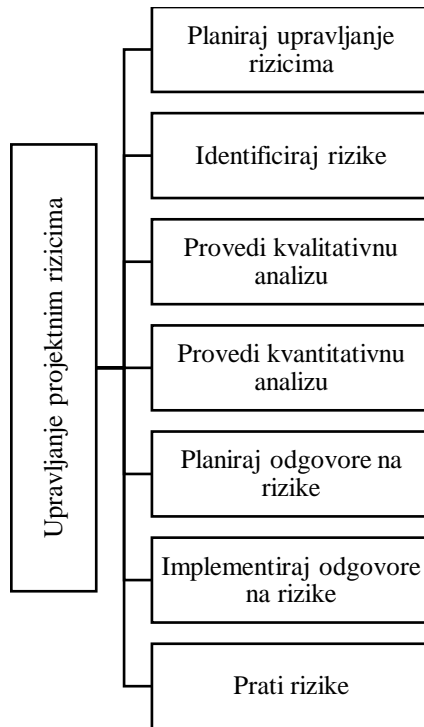 Upravljanje projektnim rizicima
Planiraj upravljanje
rizicima
Identificiraj rizike
Provedi kvalitativnu
analizu
Provedi kvantitativnu
analizu
Planiraj odgovore na
rizike
Implementiraj odgovore
na rizike
Prati rizike